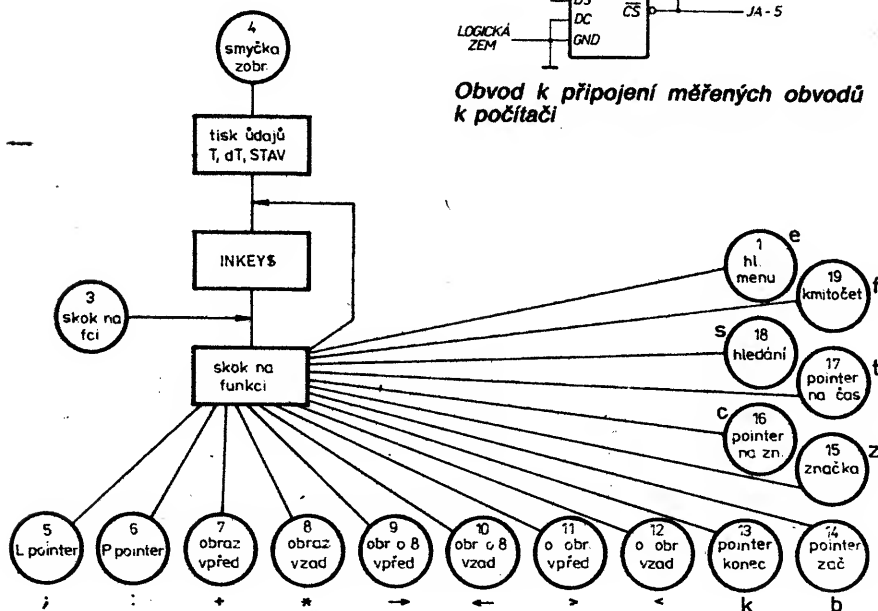 DS
DC
GND
CS
JA-5
LOGICKÁ
ZEM
Obvod k připojení měřených obvodů
k počítači
4
smyčka
zobr.
tisk údajů
T, dT, STAV
INKEY$
3
skok na
fci
skok na
funkci
1
hl.
menu
e
19
kmitočet
f
s
18
hledání
17
pointer
na čas
t
c
16
pointer
na zn.
15
značka
z
5
L pointer
;
6
P pointer
:
7
obraz
vpřed
+
8
obraz
vzad
*
9
obr o 8
vpřed
→
10
obr o 8
vzad
←
11
o obr.
vpřed
>
12
o obr
vzad
<
13
pointer
konec
k
14
pointer
zač
b